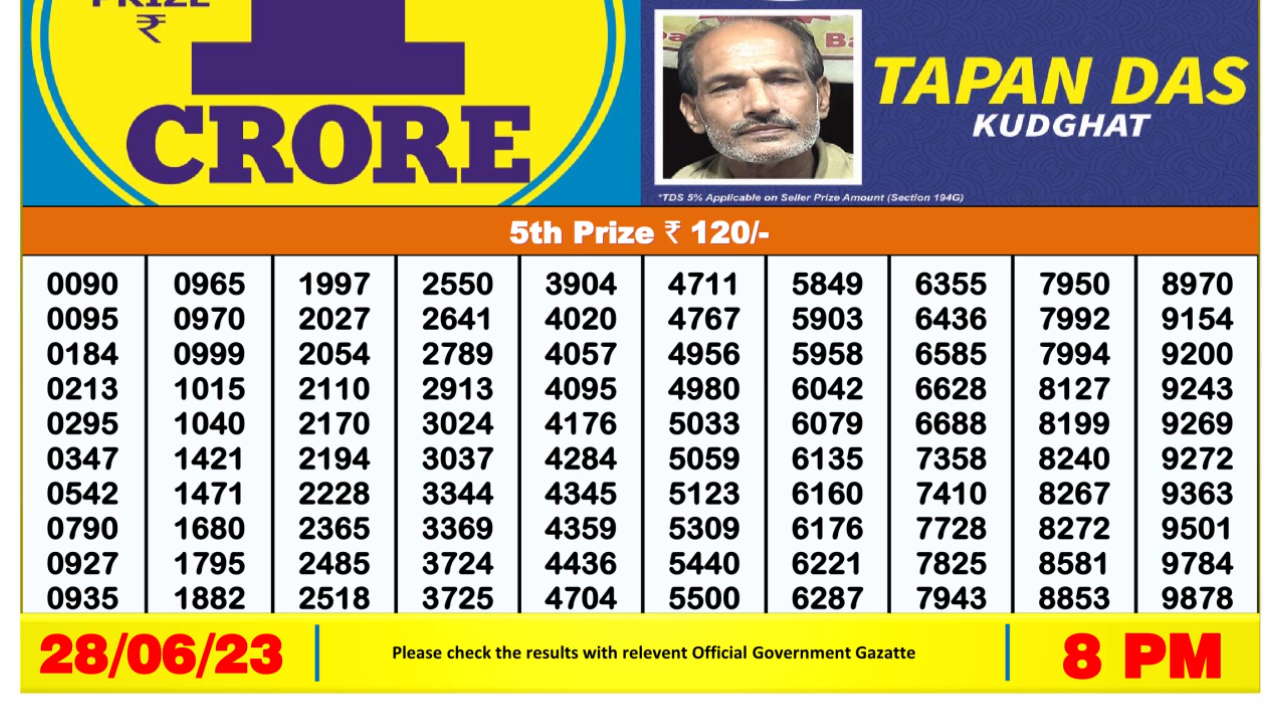 PRIZE
₹
1
CRORE
TAPAN DAS
KUDGHAT
*TDS 5% Applicable on Seller Prize Amount (Section 194G)
5th Prize ₹ 120/-
0090 0965 1997 2550 3904 4711 5849 6355 7950 8970
0095 0970 2027 2641 4020 4767 5903 6436 7992 9154
0184 0999 2054 2789 4057 4956 5958 6585 7994 9200
0213 1015 2110 2913 4095 4980 6042 6628 8127 9243
0295 1040 2170 3024 4176 5033 6079 6688 8199 9269
0347 1421 2194 3037 4284 5059 6135 7358 8240 9272
0542 1471 2228 3344 4345 5123 6160 7410 8267 9363
0790 1680 2365 3369 4359 5309 6176 7728 8272 9501
0927 1795 2485 3724 4436 5440 6221 7825 8581 9784
0935 1882 2518 3725 4704 5500 6287 7943 8853 9878
28/06/23
Please check the results with relevent Official Government Gazatte
8 PM